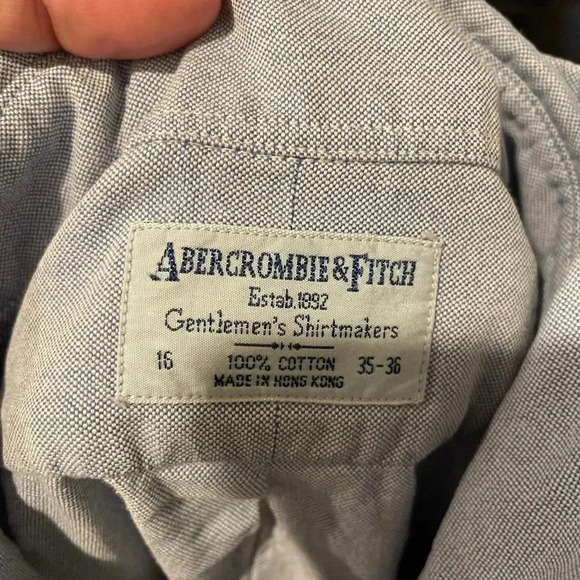 ABERCROMBIE & FITCH
Estab. 1892
Gentlemen's Shirtmakers
16 100% COTTON 35-36
MADE IN HONG KONG